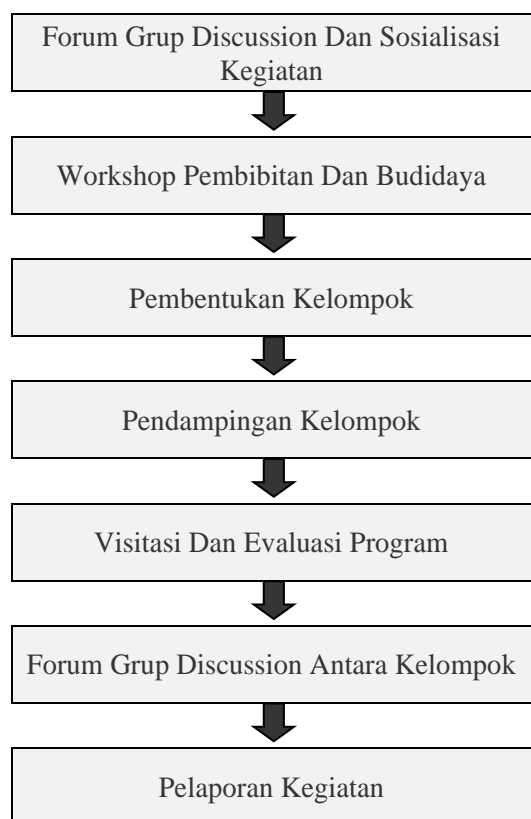 Forum Grup Discussion Dan Sosialisasi
Kegiatan
Workshop Pembibitan Dan Budidaya
Pembentukan Kelompok
Pendampingan Kelompok
Visitasi Dan Evaluasi Program
Forum Grup Discussion Antara Kelompok
Pelaporan Kegiatan